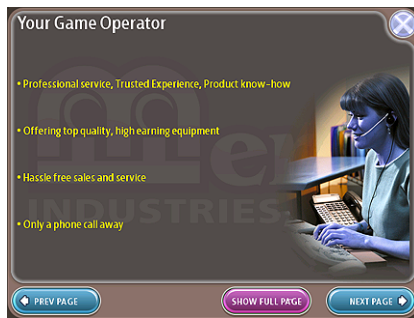 Your Game Operator
• Professional service, Trusted Experience, Product know-how
• Offering top quality, high earning equipment
• Hassle free sales and service
• Only a phone call away
INDUSTRIES
PREV PAGE
SHOW FULL PAGE
NEXT PAGE